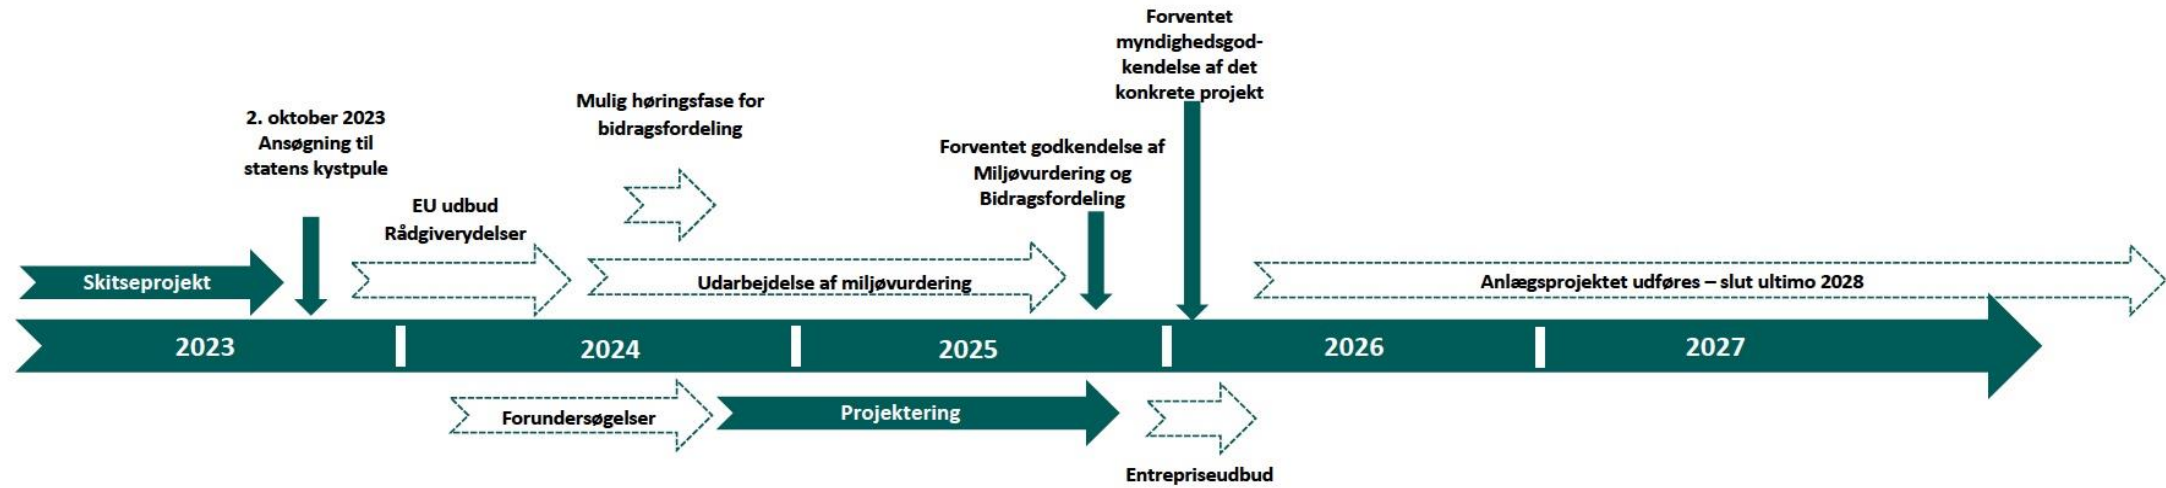 Forventet
myndighedsgod-
kendelse af det
konkrete projekt
Mulig høringsfase for
bidragsfordeling
2. oktober 2023
Ansøgning til
statens kystpule
Forventet godkendelse af
Miljøvurdering og
Bidragsfordeling
EU udbud
Rådgiverydelser
Skitseprojekt
Udarbejdelse af miljøvurdering
Anlægsprojektet udføres – slut ultimo 2028
2023
2024
2025
2026
2027
Forundersøgelser
Projektering
Entrepriseudbud